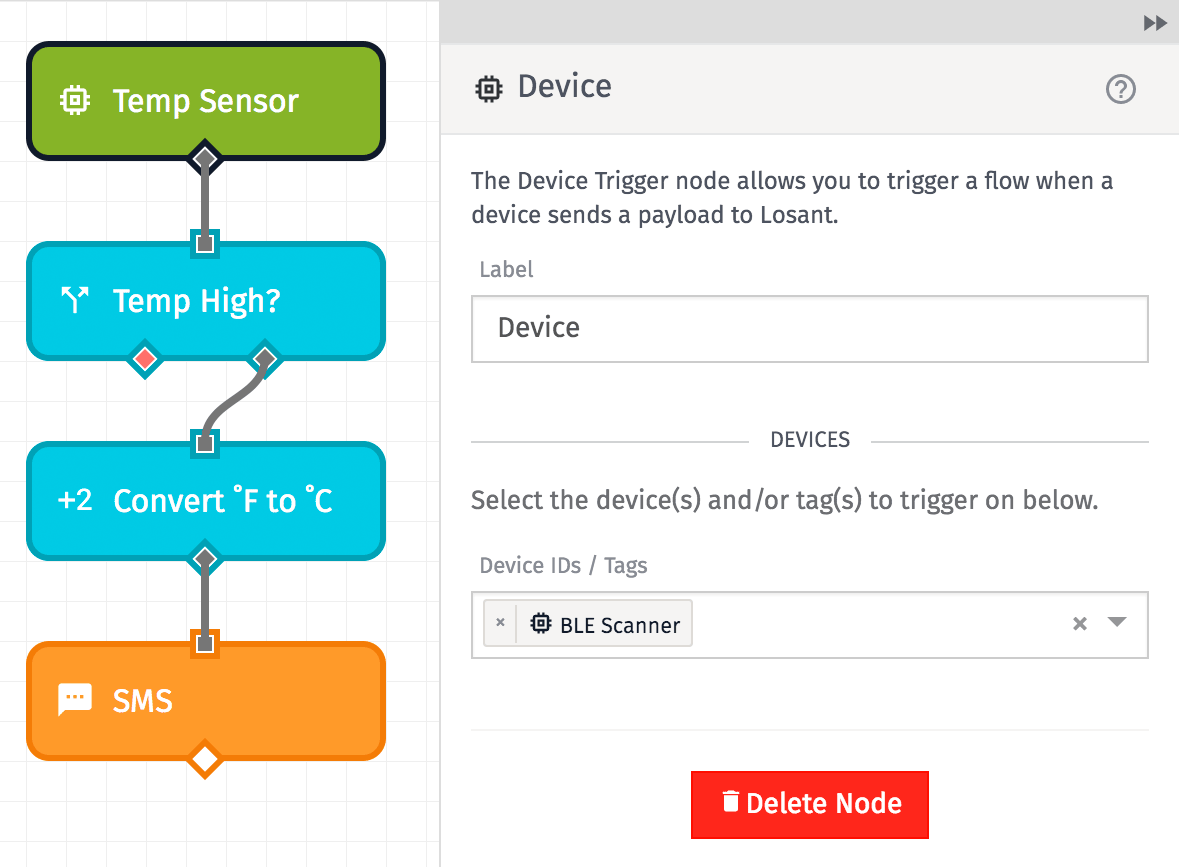 Temp Sensor
Temp High?
+2 Convert ˚F to ˚C
SMS
Device
?
The Device Trigger node allows you to trigger a flow when a
device sends a payload to Losant.
Label
Device
DEVICES
Select the device(s) and/or tag(s) to trigger on below.
Device IDs / Tags
× BLE Scanner ×
Delete Node